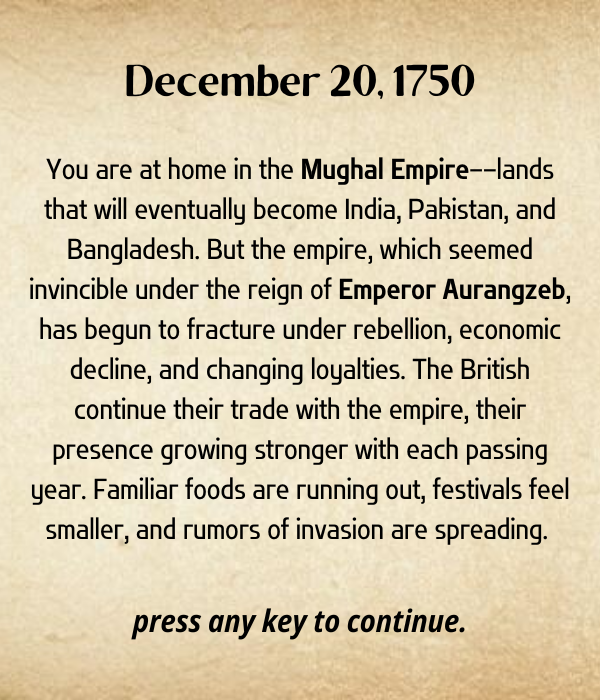 December 20, 1750
You are at home in the Mughal Empire--lands
that will eventually become India, Pakistan, and
Bangladesh. But the empire, which seemed
invincible under the reign of Emperor Aurangzeb,
has begun to fracture under rebellion, economic
decline, and changing loyalties. The British
continue their trade with the empire, their
presence growing stronger with each passing
year. Familiar foods are running out, festivals feel
smaller, and rumors of invasion are spreading.
press any key to continue.